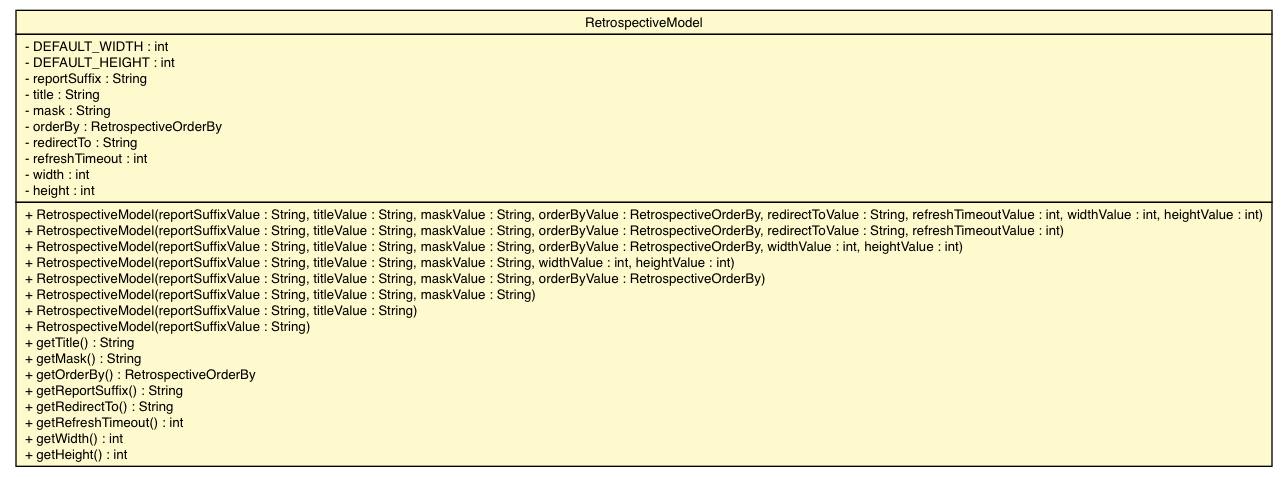 RetrospectiveModel
- DEFAULT_WIDTH : int
- DEFAULT_HEIGHT : int
- reportSuffix : String
- title : String
- mask : String
- orderBy : RetrospectiveOrderBy
- redirectTo : String
- refreshTimeout : int
- width : int
- height : int
+ RetrospectiveModel(reportSuffixValue : String, titleValue : String, maskValue : String, orderByValue : RetrospectiveOrderBy, redirectToValue : String, refreshTimeoutValue : int, widthValue : int, heightValue : int)
+ RetrospectiveModel(reportSuffixValue : String, titleValue : String, maskValue : String, orderByValue : RetrospectiveOrderBy, redirectToValue : String, refreshTimeoutValue : int)
+ RetrospectiveModel(reportSuffixValue : String, titleValue : String, maskValue : String, orderByValue : RetrospectiveOrderBy, widthValue : int, heightValue : int)
+ RetrospectiveModel(reportSuffixValue : String, titleValue : String, maskValue : String, widthValue : int, heightValue : int)
+ RetrospectiveModel(reportSuffixValue : String, titleValue : String, maskValue : String, orderByValue : RetrospectiveOrderBy)
+ RetrospectiveModel(reportSuffixValue : String, titleValue : String, maskValue : String)
+ RetrospectiveModel(reportSuffixValue : String, titleValue : String)
+ RetrospectiveModel(reportSuffixValue : String)
+ getTitle() : String
+ getMask() : String
+ getOrderBy() : RetrospectiveOrderBy
+ getReportSuffix() : String
+ getRedirectTo() : String
+ getRefreshTimeout() : int
+ getWidth() : int
+ getHeight() : int